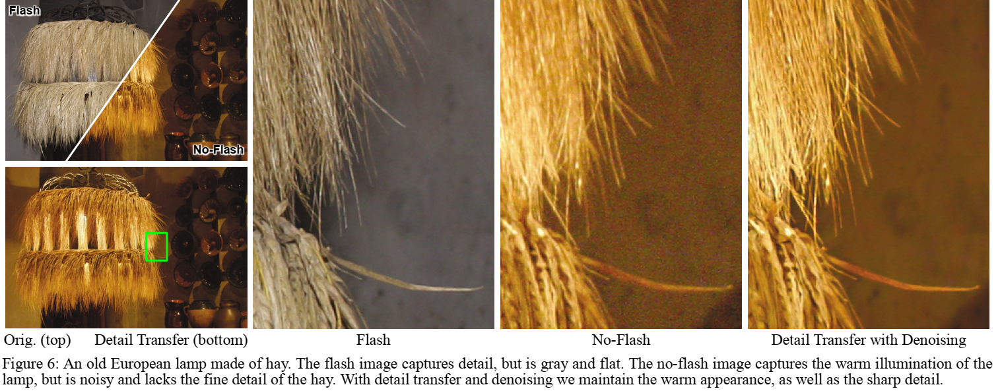 Flash
No-Flash
Orig. (top) Detail Transfer (bottom) Flash No-Flash Detail Transfer with Denoising
Figure 6: An old European lamp made of hay. The flash image captures detail, but is gray and flat. The no-flash image captures the warm illumination of the
lamp, but is noisy and lacks the fine detail of the hay. With detail transfer and denoising we maintain the warm appearance, as well as the sharp detail.